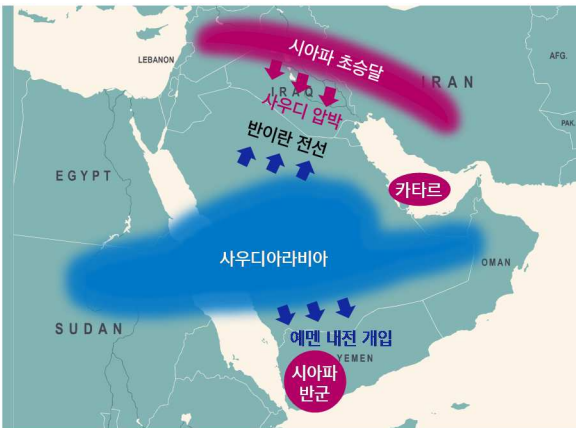 시아파 초승달
LEBANON
AFG.
IRAN
IRAQ
사우디 압박
PAK.
반이란 전선
EGYPT
카타르
사우디아라비아
OMAN
SUDAN
예멘 내전 개입
YEMEN
시아파
반군